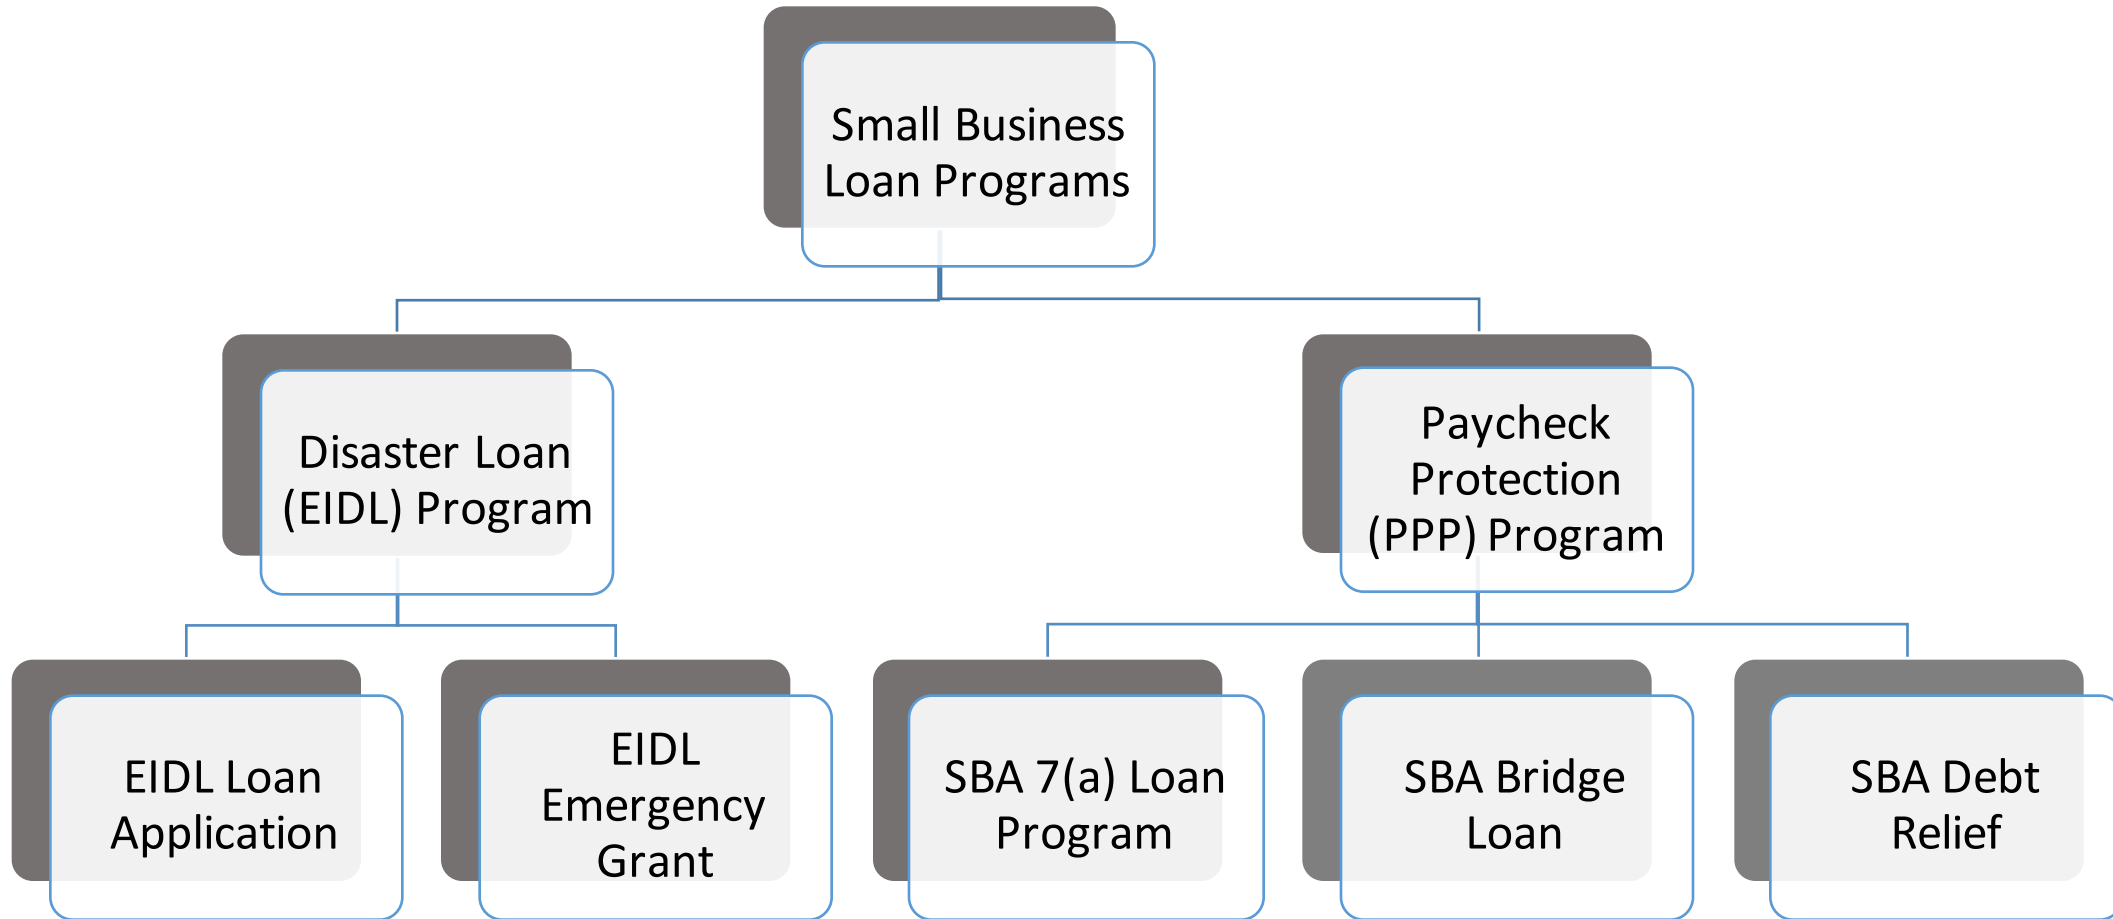 Small Business
Loan Programs
Disaster Loan
(EIDL) Program
Paycheck
Protection
(PPP) Program
EIDL Loan
Application
EIDL
Emergency
Grant
SBA 7(a) Loan
Program
SBA Bridge
Loan
SBA Debt
Relief